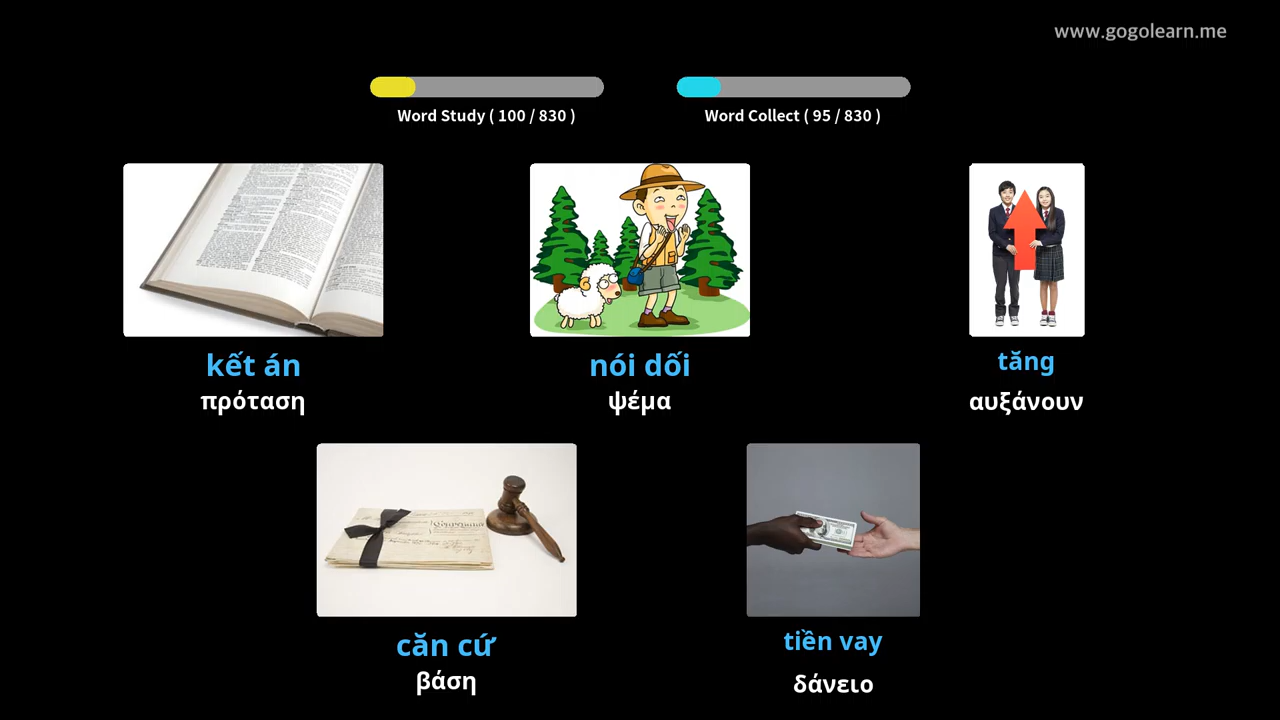 www.gogolearn.me
Word Study ( 100 / 830 )
Word Collect ( 95 / 830 )
kết án
πρόταση
nói dối
ψέμα
tăng
αυξάνουν
căn cứ
βάση
tiền vay
δάνειο